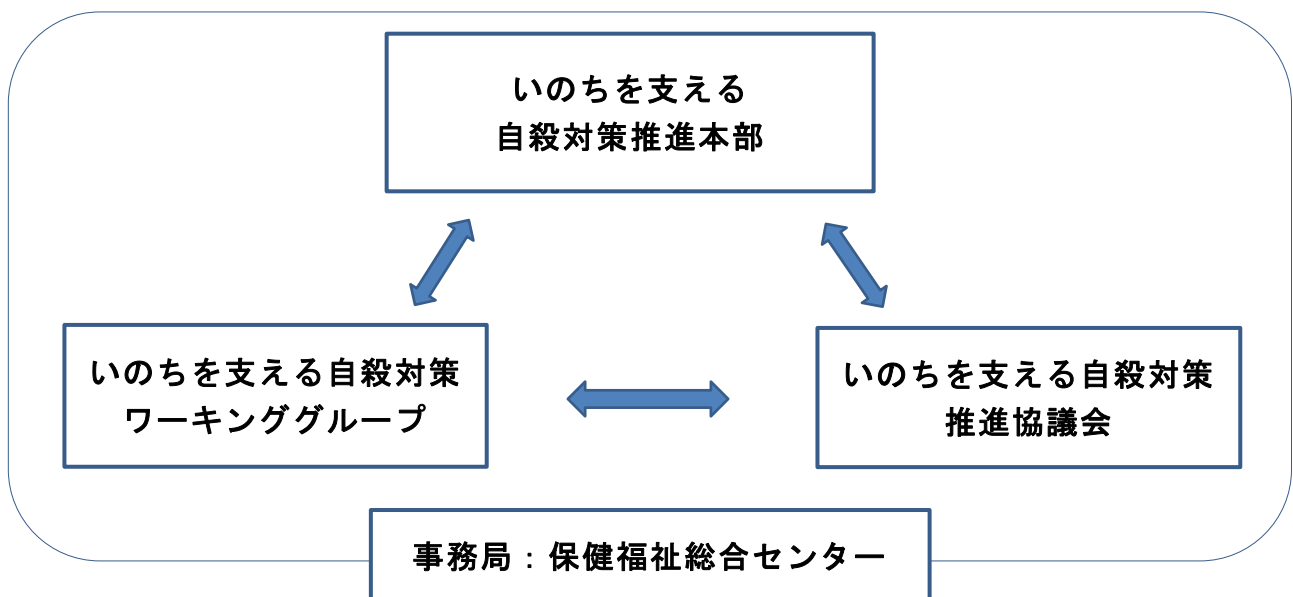 いのちを支える
自殺対策推進本部
いのちを支える自殺対策
ワーキンググループ
いのちを支える自殺対策
推進協議会
事務局：保健福祉総合センター